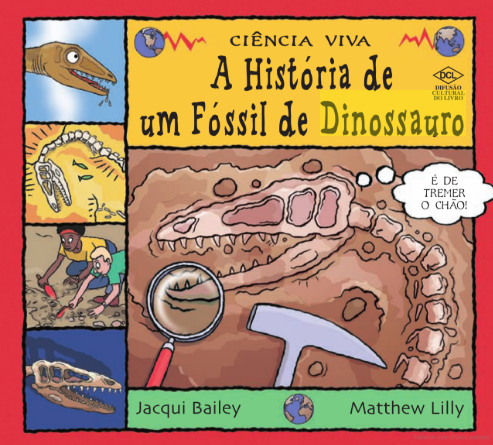 CIÊNCIA VIVA
A História de
um Fóssil de Dinossauro
DCL
DIFUSÃO
CULTURAL
DO LIVRO
É DE
TREMER
O CHÃO!
Jacqui Bailey
Matthew Lilly